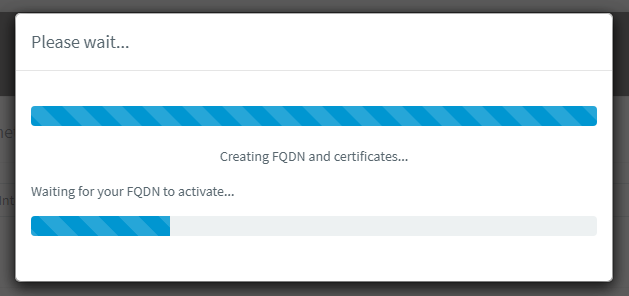 Please wait...
Creating FQDN and certificates...
Waiting for your FQDN to activate...